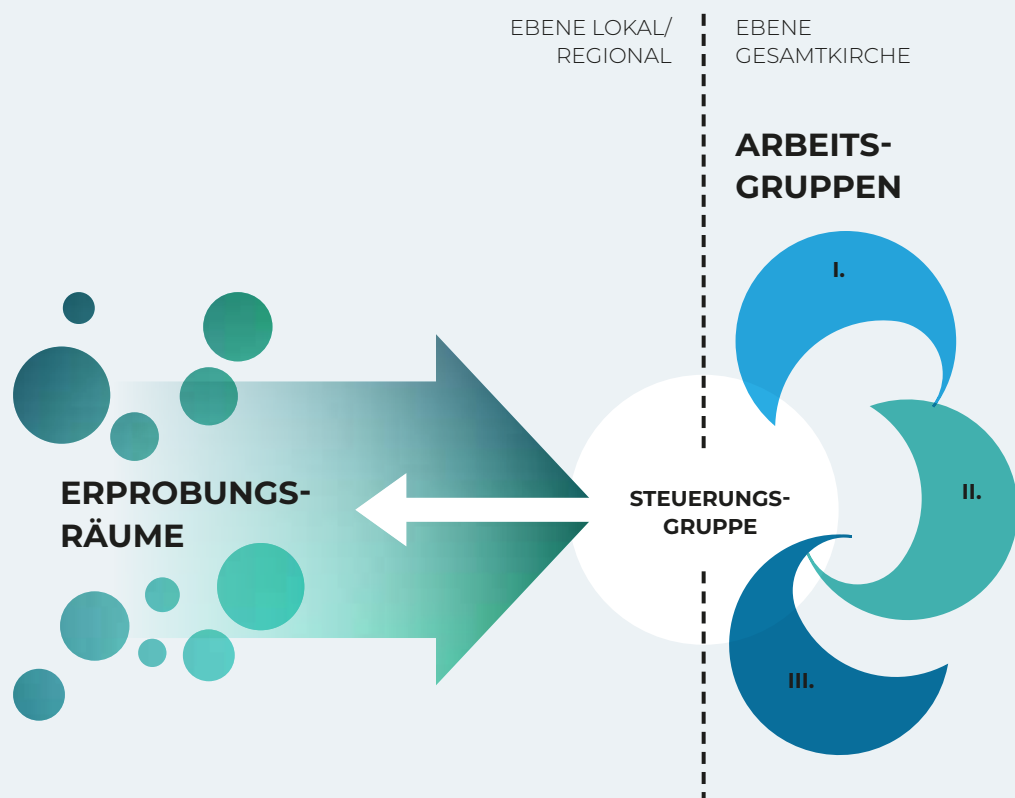 EBENE LOKAL/
REGIONAL
EBENE
GESAMTKIRCHE
ARBEITS-
GRUPPEN
I.
II.
III.
ERPROBUNGS-
RÄUME
STEUERUNGS-
GRUPPE